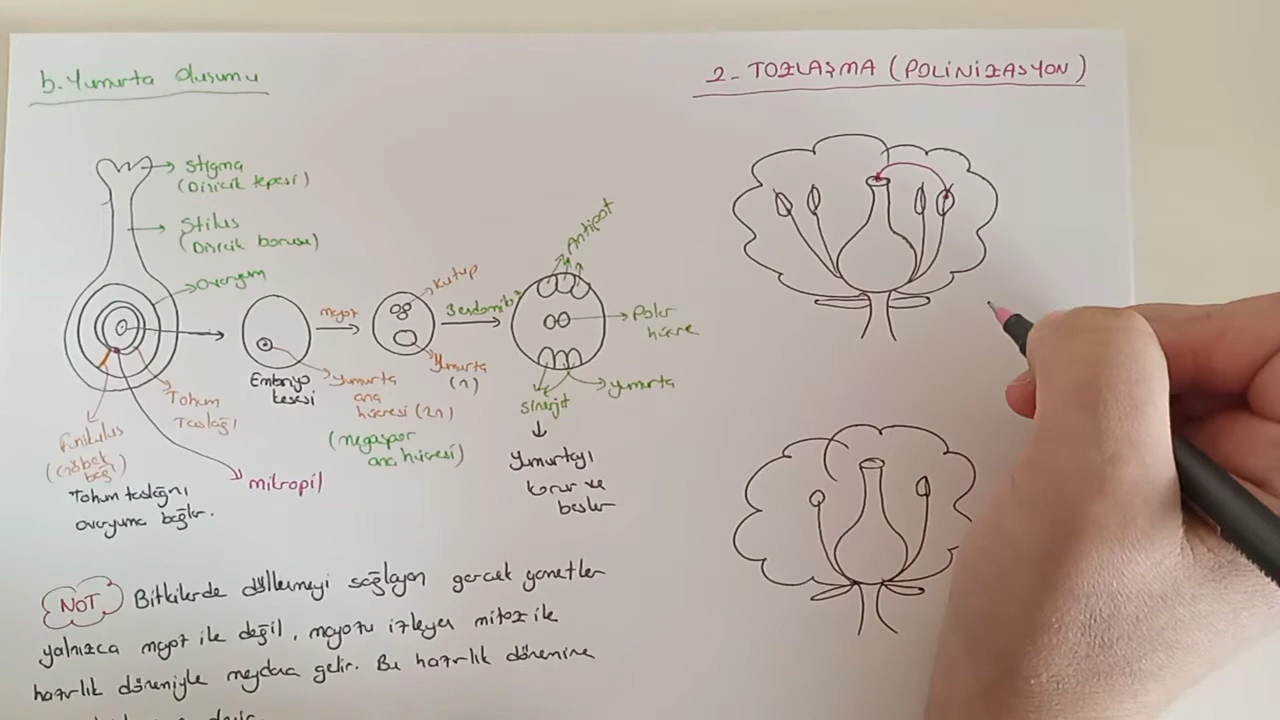 b. Yumurta Oluşumu
Stigma
(Dişicik tepesi)
Stilus
(Dişicik borusu)
Ovaryum
Tohum
Taslağı
Funikulus
(Göbek
bağı)
Tohum taslağını
ovaryuma bağlar.
mikropil
Embriyo
kesesi
Yumurta
ana
hücresi (2n)
(megaspor
ana hücresi)
mayoz
Kutup
Yumurta
(n)
3 endomitoz
Antipot
Polar
hücre
yumurta
Sinerjit
Yumurtayı
korur ve
besler
NOT Bitkilerde döllenmeyi sağlayan gerçek gametler
yalnızca mayoz ile değil, mayozu izleyen mitoz ile
hazırlık dönemiyle meydana gelir. Bu hazırlık dönemine
2- TOZLAŞMA (POLİNİZASYON)